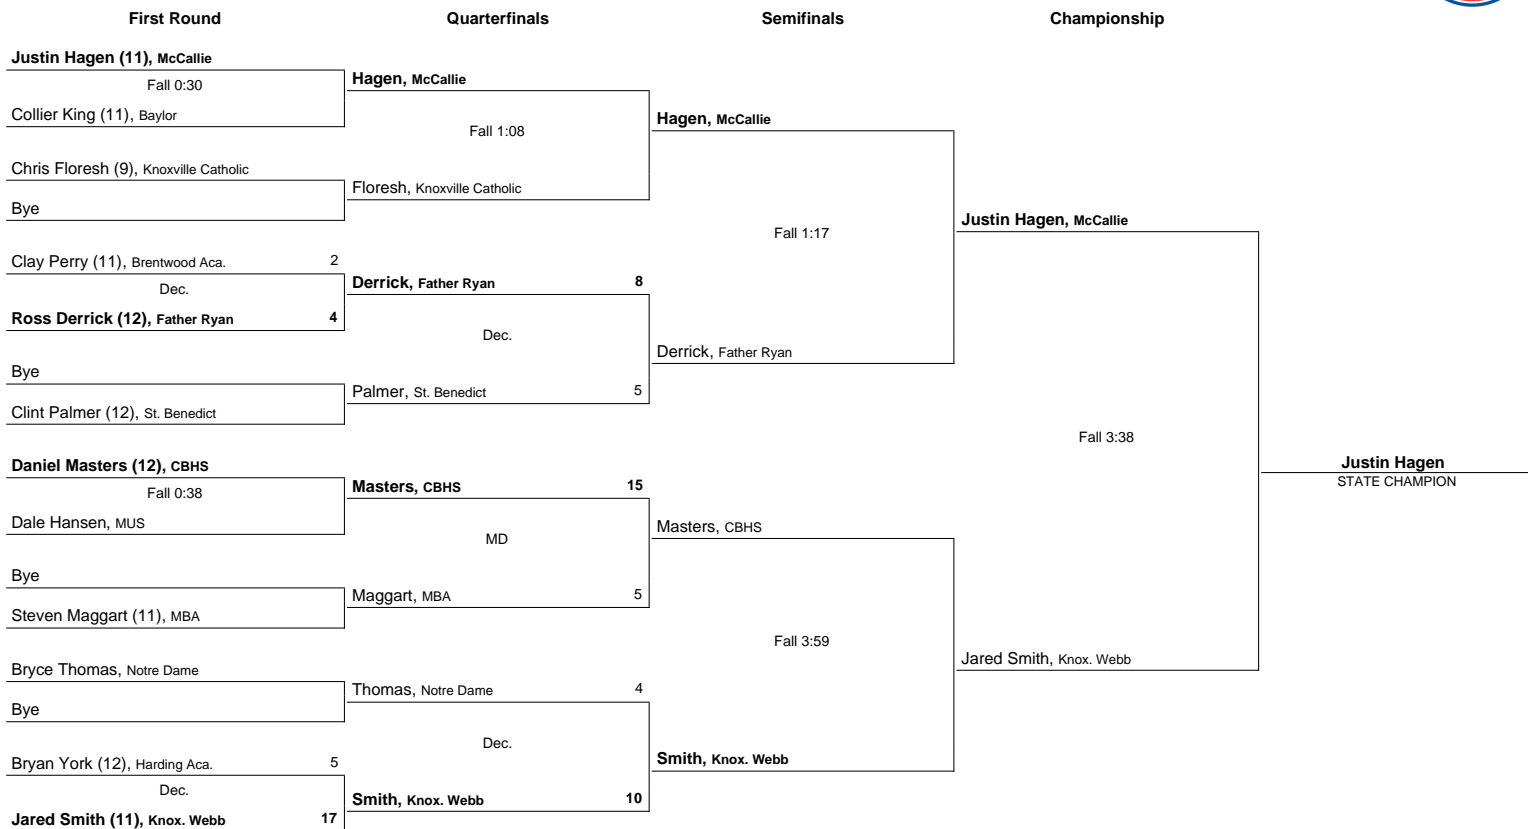 First Round Quarterfinals Semifinals Championship
Justin Hagen (11), McCallie
Fall 0:30
Collier King (11), Baylor
Chris Floresh (9), Knoxville Catholic
Bye
Clay Perry (11), Brentwood Aca. 2
Dec.
Ross Derrick (12), Father Ryan 4
Bye
Clint Palmer (12), St. Benedict
Daniel Masters (12), CBHS
Fall 0:38
Dale Hansen, MUS
Bye
Steven Maggart (11), MBA
Bryce Thomas, Notre Dame
Bye
Bryan York (12), Harding Aca. 5
Dec.
Jared Smith (11), Knox. Webb 17
Hagen, McCallie
Fall 1:08
Floresh, Knoxville Catholic
Derrick, Father Ryan 8
Dec.
Palmer, St. Benedict 5
Masters, CBHS 15
MD
Maggart, MBA 5
Thomas, Notre Dame 4
Dec.
Smith, Knox. Webb 10
Hagen, McCallie
Fall 1:17
Derrick, Father Ryan
Masters, CBHS
Fall 3:59
Smith, Knox. Webb
Justin Hagen, McCallie
Fall 3:38
Jared Smith, Knox. Webb
Justin Hagen
STATE CHAMPION